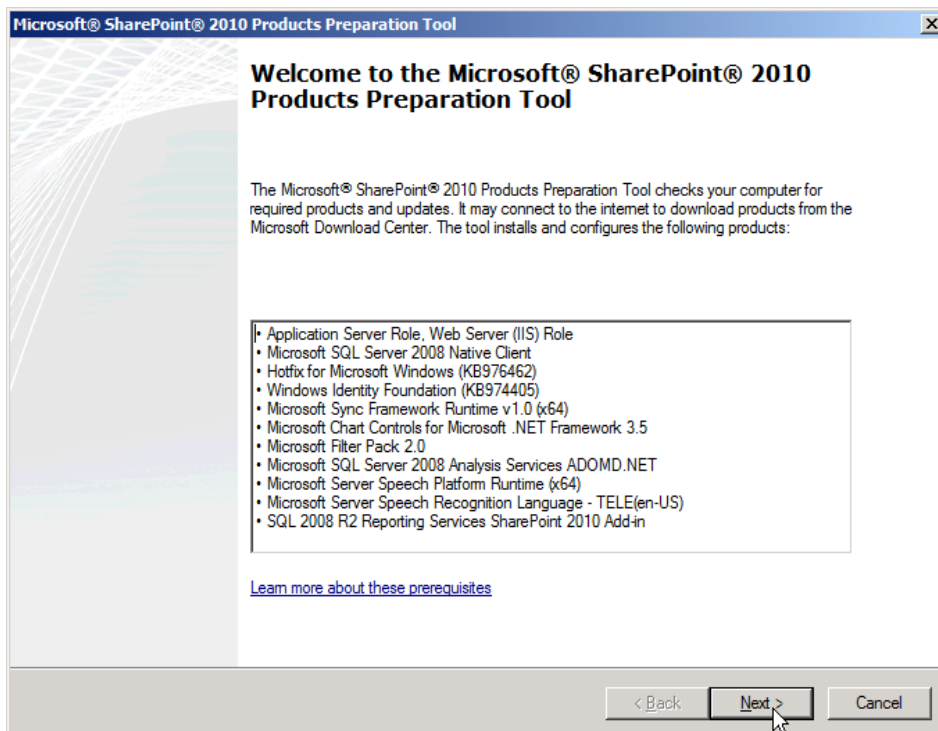 Microsoft® SharePoint® 2010 Products Preparation Tool
Welcome to the Microsoft® SharePoint® 2010
Products Preparation Tool
The Microsoft® SharePoint® 2010 Products Preparation Tool checks your computer for
required products and updates. It may connect to the internet to download products from the
Microsoft Download Center. The tool installs and configures the following products:
• Application Server Role, Web Server (IIS) Role
• Microsoft SQL Server 2008 Native Client
• Hotfix for Microsoft Windows (KB976462)
• Windows Identity Foundation (KB974405)
• Microsoft Sync Framework Runtime v1.0 (x64)
• Microsoft Chart Controls for Microsoft .NET Framework 3.5
• Microsoft Filter Pack 2.0
• Microsoft SQL Server 2008 Analysis Services ADOMD.NET
• Microsoft Server Speech Platform Runtime (x64)
• Microsoft Server Speech Recognition Language - TELE(en-US)
• SQL 2008 R2 Reporting Services SharePoint 2010 Add-in
Learn more about these prerequisites
< Back Next > Cancel